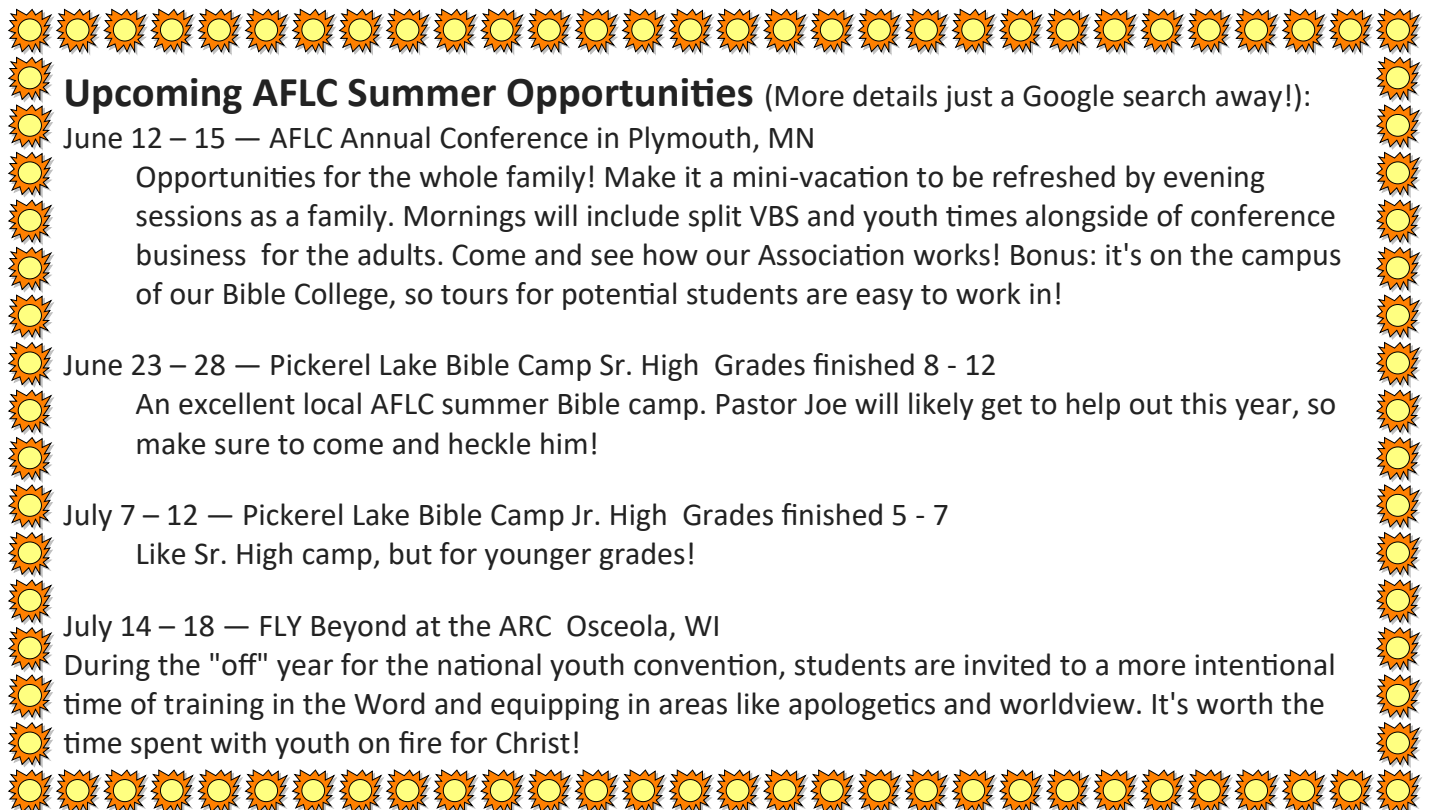 Upcoming AFLC Summer Opportunities (More details just a Google search away!):
June 12 – 15 — AFLC Annual Conference in Plymouth, MN
Opportunities for the whole family! Make it a mini-vacation to be refreshed by evening
sessions as a family. Mornings will include split VBS and youth times alongside of conference
business  for the adults. Come and see how our Association works! Bonus: it's on the campus
of our Bible College, so tours for potential students are easy to work in!
June 23 – 28 — Pickerel Lake Bible Camp Sr. High  Grades finished 8 - 12
An excellent local AFLC summer Bible camp. Pastor Joe will likely get to help out this year, so
make sure to come and heckle him!
July 7 – 12 — Pickerel Lake Bible Camp Jr. High  Grades finished 5 - 7
Like Sr. High camp, but for younger grades!
July 14 – 18 — FLY Beyond at the ARC  Osceola, WI
During the "off" year for the national youth convention, students are invited to a more intentional
time of training in the Word and equipping in areas like apologetics and worldview. It's worth the
time spent with youth on fire for Christ!